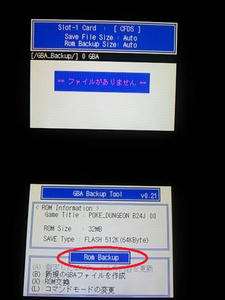 Slot-1 Card : [ CFDS]
Save File Size : Auto
Rom Backup Size : Auto
[/GBA_Backup/] 0 GBA
== ファイルがありません ==
GBA Backup Tool v0.21
< ROM Information >
Game Title : POKE_DUNGEON B24J 00
ROM Size : 32MB
SAVE Type : FLASH 512K(64KByte)
Rom Backup
(B):新規のGBAファイルを作成
(X):ROM交換
(L):コマンドモードの変更